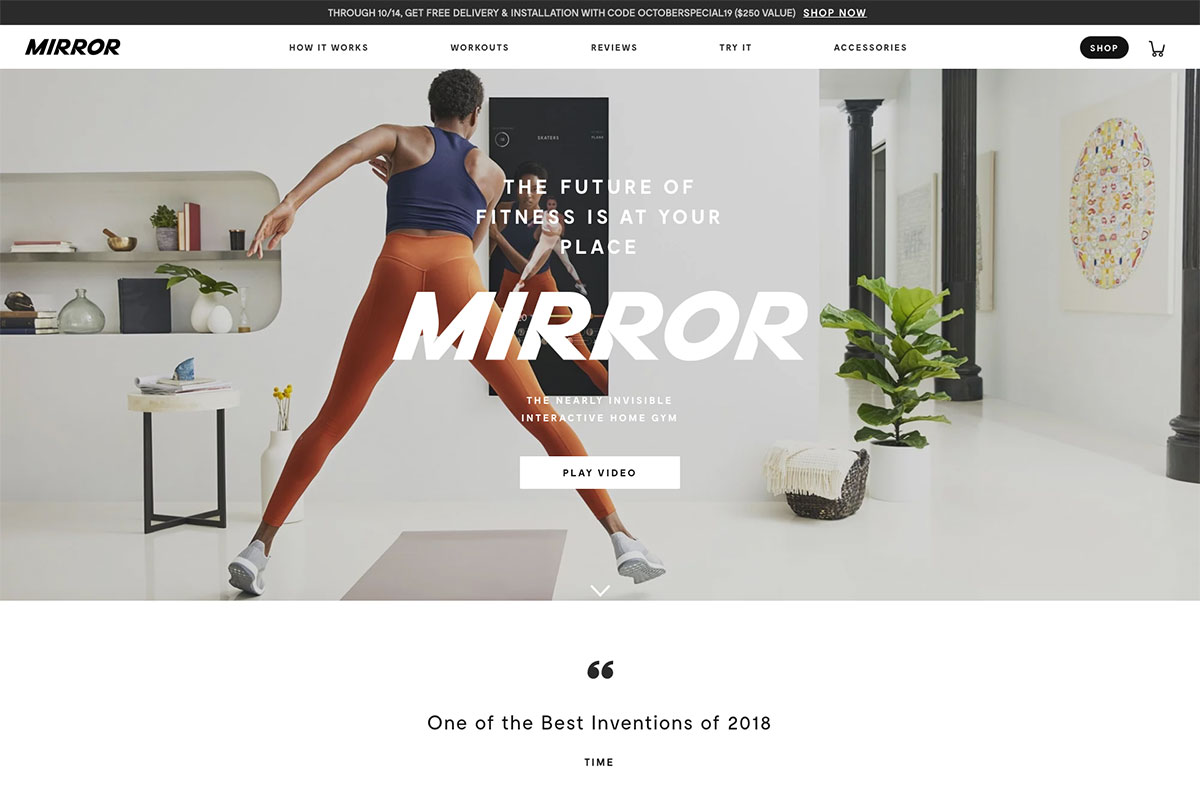 THROUGH 10/14, GET FREE DELIVERY & INSTALLATION WITH CODE OCTOBERSPECIAL19 ($250 VALUE) SHOP NOW
MIRROR HOW IT WORKS WORKOUTS REVIEWS TRY IT ACCESSORIES SHOP
SKATERS
THE FUTURE OF
FITNESS IS AT YOUR
PLACE
MIRROR
THE NEARLY INVISIBLE
INTERACTIVE HOME GYM
PLAY VIDEO
“
One of the Best Inventions of 2018
TIME